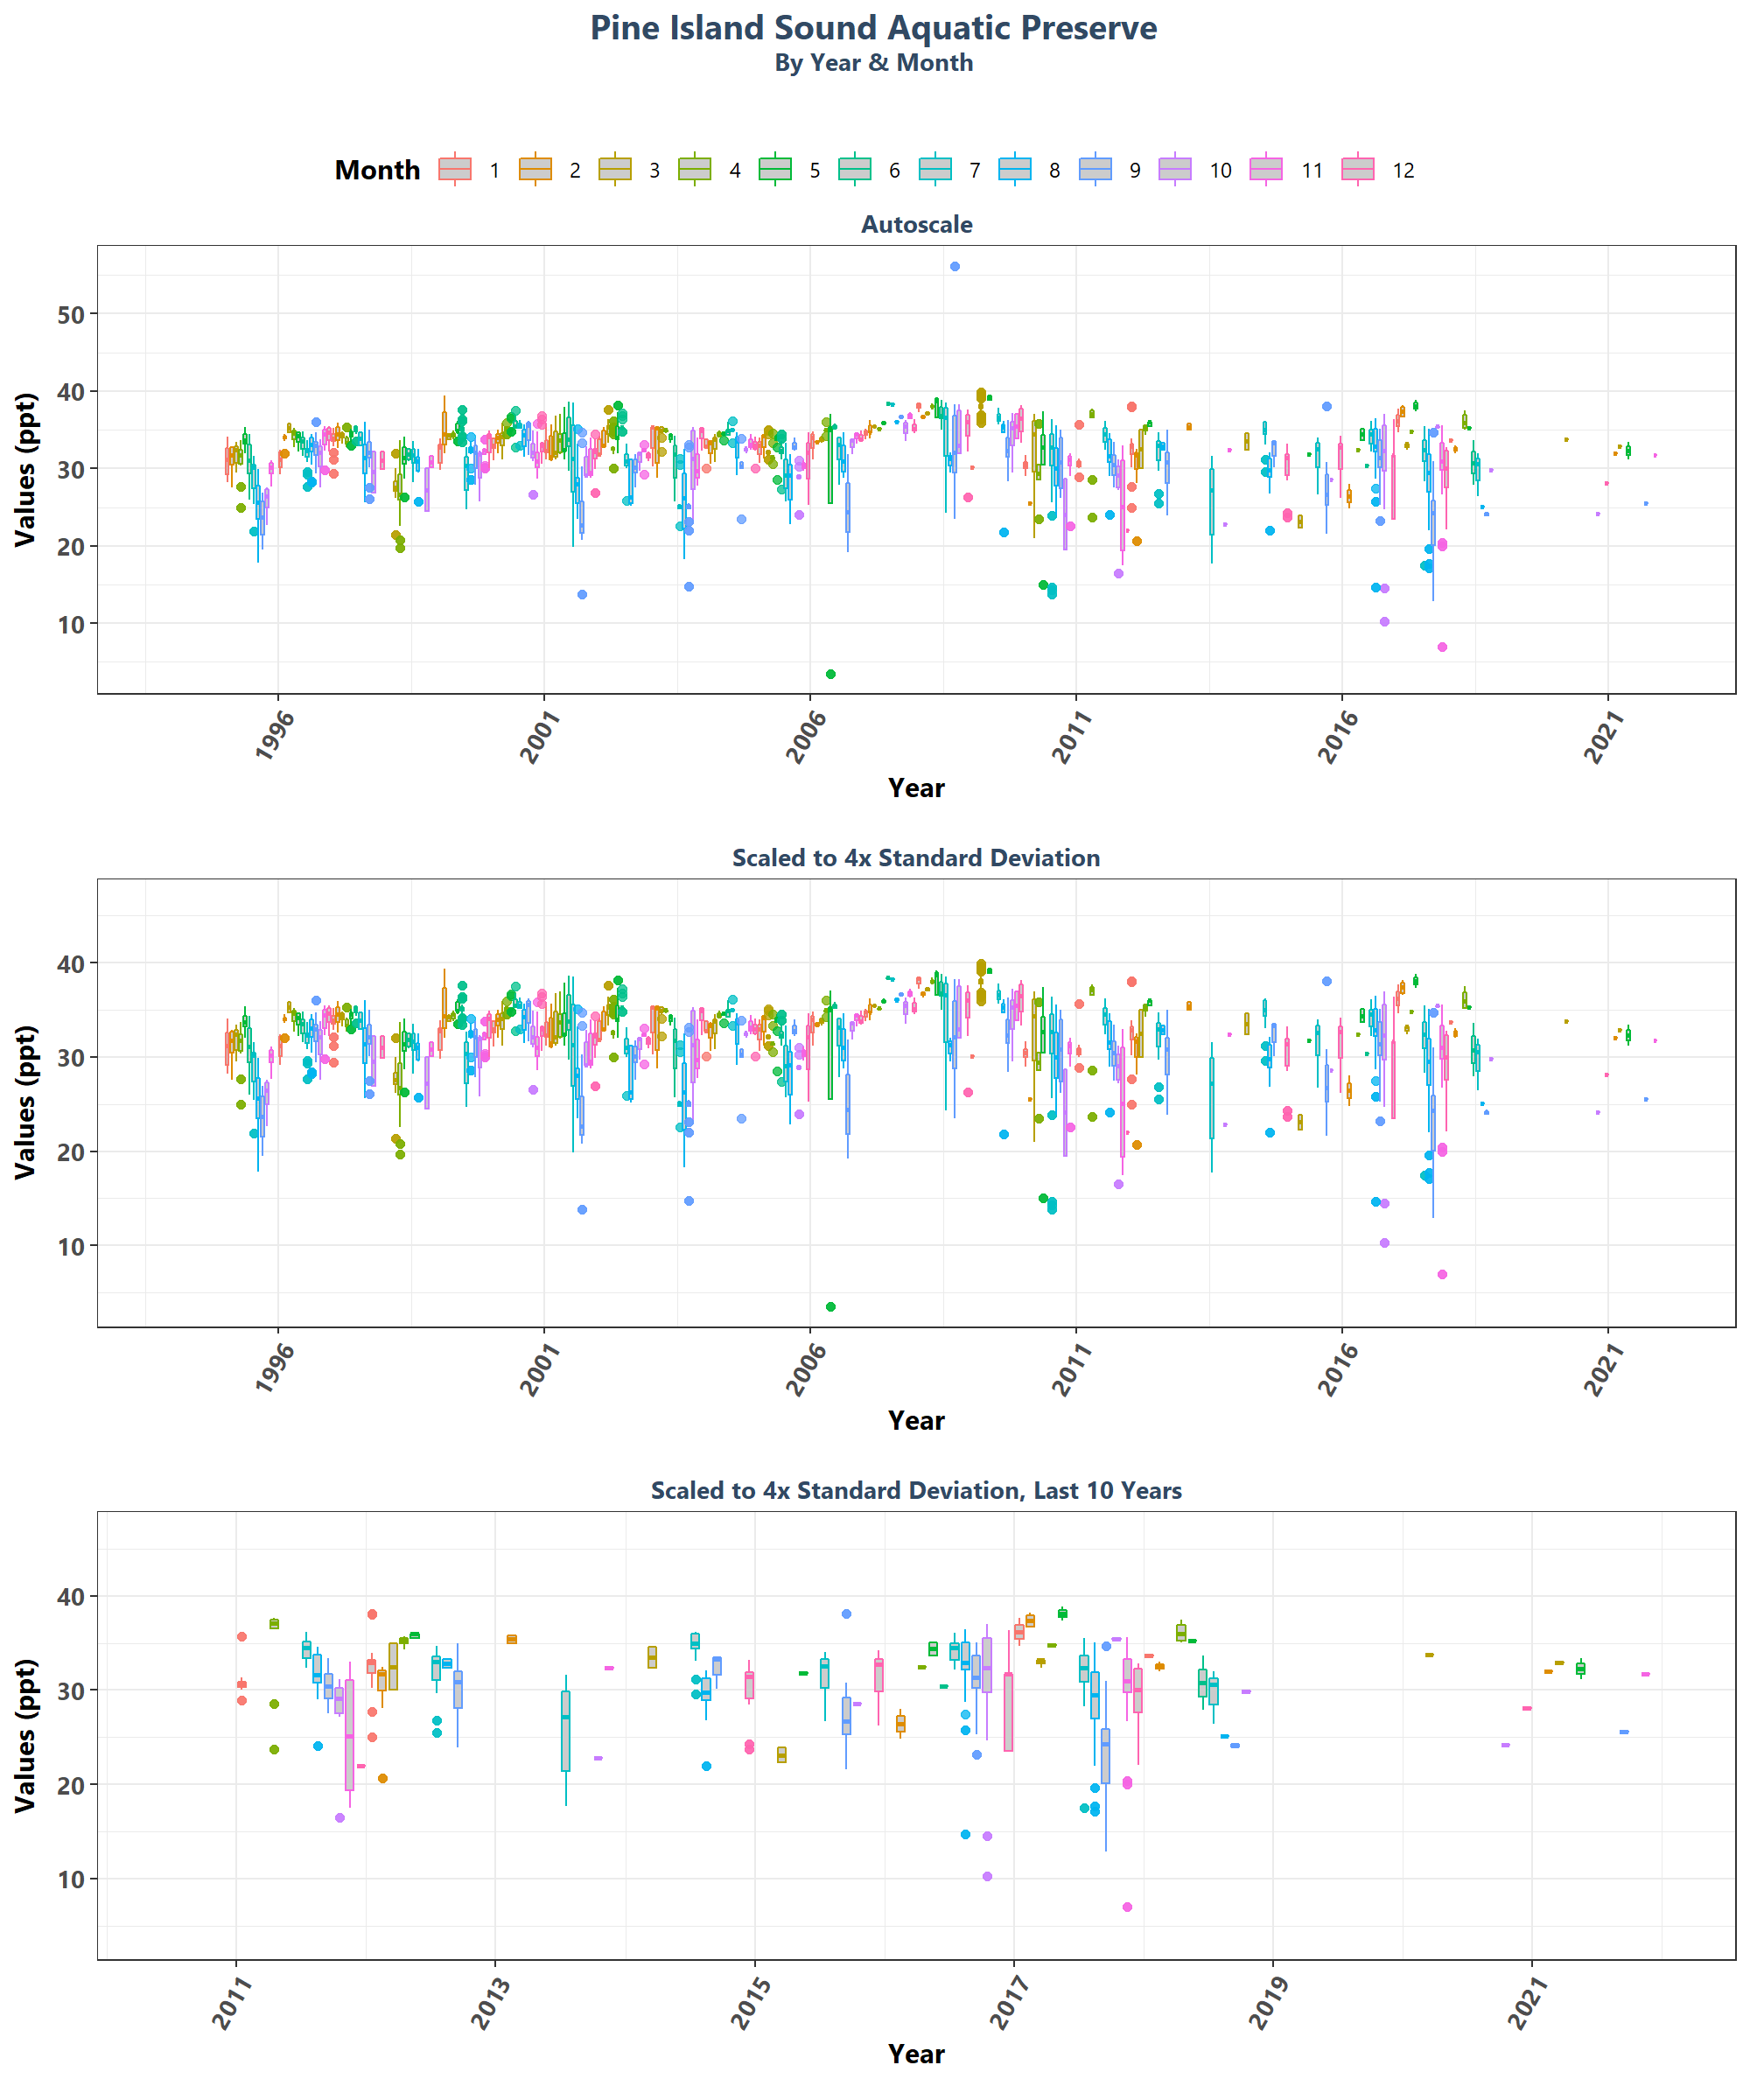 Pine Island Sound Aquatic Preserve
By Year & Month
Month 1 2 3 4 5 6 7 8 9 10 11 12
Autoscale
Values (ppt)
50
40
30
20
10
1996 2001 2006 2011 2016 2021
Year
Scaled to 4x Standard Deviation
Values (ppt)
40
30
20
10
1996 2001 2006 2011 2016 2021
Year
Scaled to 4x Standard Deviation, Last 10 Years
Values (ppt)
40
30
20
10
2011 2013 2015 2017 2019 2021
Year